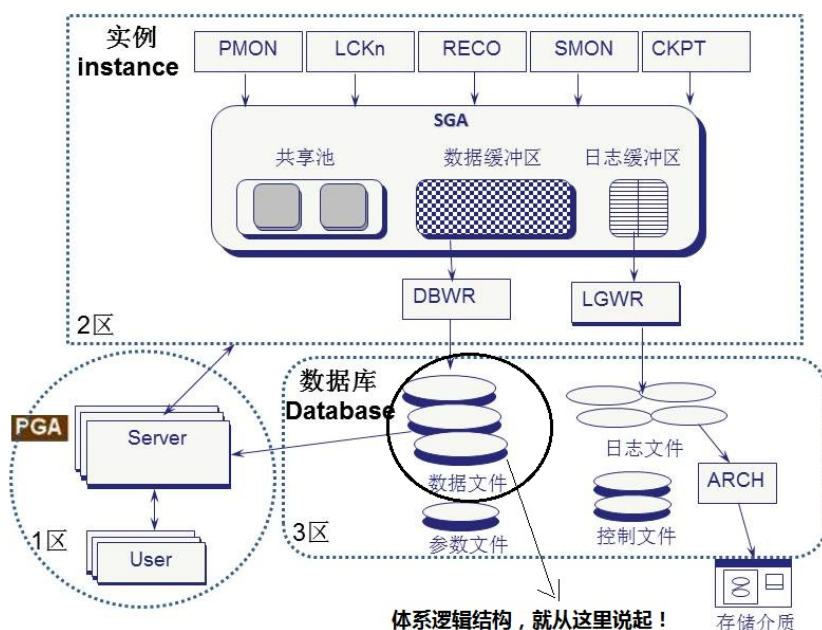 实例
instance
PMON
LCKn
RECO
SMON
CKPT
SGA
共享池
数据缓冲区
日志缓冲区
DBWR
LGWR
2区
数据库
Database
PGA
Server
User
1区
数据文件
参数文件
3区
日志文件
控制文件
ARCH
体系逻辑结构，就从这里说起！
存储介质